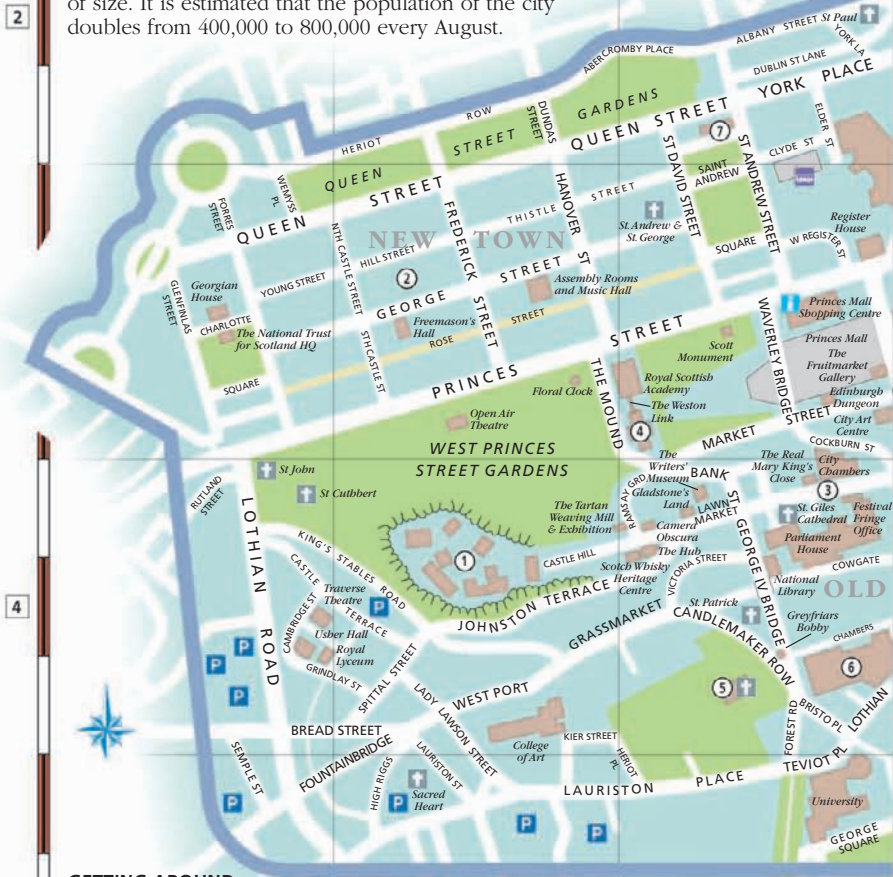 of size. It is estimated that the population of the city
doubles from 400,000 to 800,000 every August.
2
ALBANY STREET
St Paul
YORK LA
ABERCROMBY PLACE
DUBLIN ST LANE
YORK PLACE
HERIOT
ROW
DUNDAS
STREET
QUEEN
STREET
GARDENS
QUEEN STREET
7
ELDER ST
CLYDE ST
QUEEN
STREET
FORRES
STREET
WEMYSS
PL
NTH CASTLE STREET
FREDERICK
STREET
HANOVER
ST
THISTLE
STREET
ST DAVID STREET
ST ANDREW STREET
SAINT
ANDREW
SQUARE
St. Andrew &
St. George
W REGISTER ST
Register
House
NEW
TOWN
HILL STREET
2
YOUNG STREET
GEORGE
STREET
Assembly Rooms
and Music Hall
GLENFINLAS
STREET
Georgian
House
CHARLOTTE
The National Trust
for Scotland HQ
SQUARE
Freemason's
Hall
ROSE
STREET
STH CASTLE ST
PRINCES
STREET
WAVERLEY BRIDGE
Princes Mall
Shopping Centre
Princes Mall
The
Fruitmarket
Gallery
Edinburgh
Dungeon
City Art
Centre
Scott
Monument
Floral Clock
THE MOUND
Royal Scottish
Academy
The Weston
Link
4
Open Air
Theatre
WEST PRINCES
STREET GARDENS
MARKET
STREET
COCKBURN ST
St John
St Cuthbert
RUTLAND
STREET
The
Writers'
Museum
Gladstone's
Land
BANK
ST
The Real
Mary King's
Close
City
Chambers
3
RAMSAY GRD
LAWN
MARKET
St. Giles
Cathedral
Festival
Fringe
Office
Parliament
House
The Tartan
Weaving Mill
& Exhibition
Camera
Obscura
The Hub
Scotch Whisky
Heritage
Centre
CASTLE HILL
1
LOTHIAN
ROAD
KING'S STABLES ROAD
CASTLE
TERRACE
Traverse
Theatre
P
CAMBRIDGE ST
Usher Hall
Royal
Lyceum
GRINDLAY ST
JOHNSTON TERRACE
VICTORIA STREET
GEORGE IV BRIDGE
COWGATE
National
Library
OLD
4
GRASSMARKET
St. Patrick
CANDLEMAKER ROW
Greyfriars
Bobby
CHAMBERS
P
P
P
SPITTAL STREET
LADY LAWSON STREET
WEST PORT
5
6
BREAD STREET
FOUNTAINBRIDGE
College
of Art
KIER STREET
HERIOT
PL
FOREST RD
BRISTO PL
LOTHIAN
SEMPLE ST
HIGH RIGGS
LAURISTON ST
Sacred
Heart
LAURISTON
PLACE
TEVIOT PL
P
P
P
P
University
GEORGE
SQUARE
GETTING AROUND